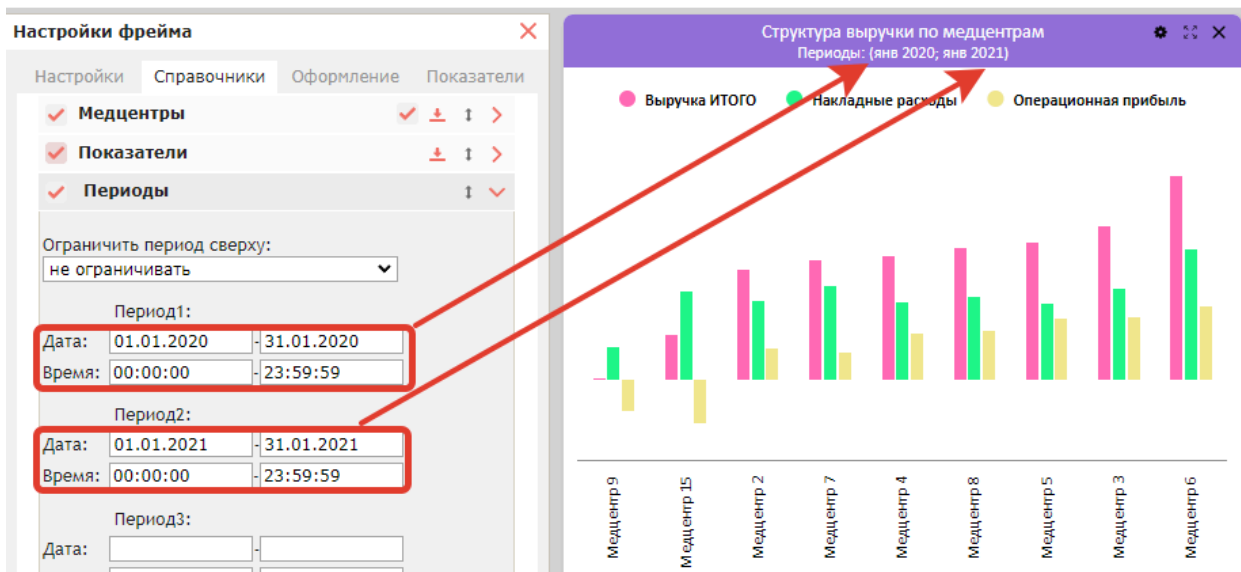 Настройки фрейма
Настройки Справочники Оформление Показатели
Медцентры
Показатели
Периоды
Ограничить период сверху:
не ограничивать
Период1:
Дата: 01.01.2020 - 31.01.2020
Время: 00:00:00 - 23:59:59
Период2:
Дата: 01.01.2021 - 31.01.2021
Время: 00:00:00 - 23:59:59
Период3:
Дата: -
Структура выручки по медцентрам
Периоды: (янв 2020; янв 2021)
Выручка ИТОГО Накладные расходы Операционная прибыль
Медцентр 9
Медцентр 15
Медцентр 2
Медцентр 7
Медцентр 4
Медцентр 8
Медцентр 5
Медцентр 3
Медцентр 6